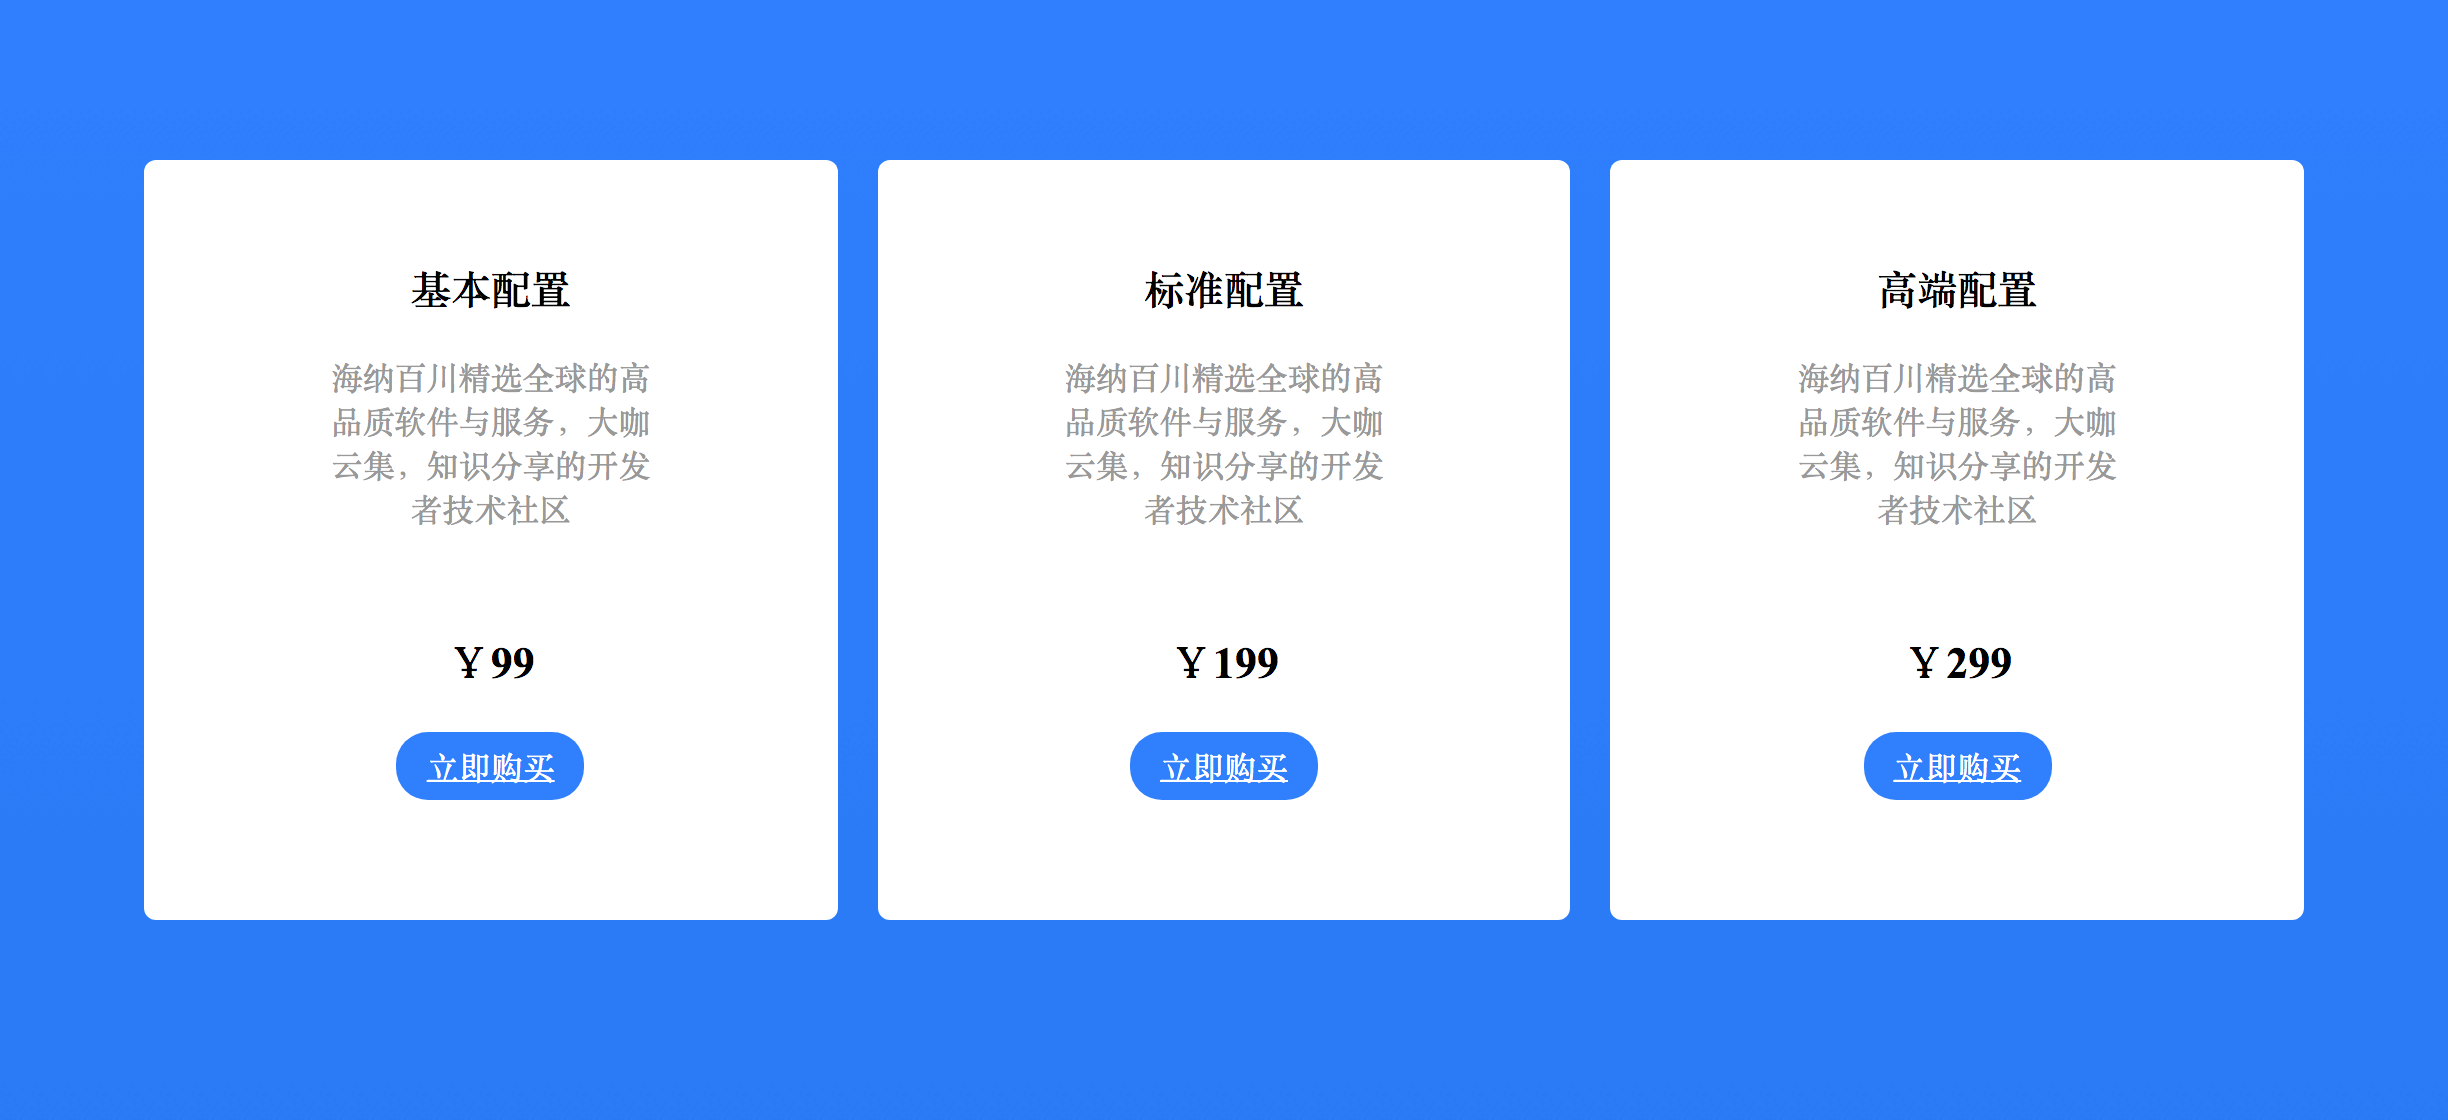 基本配置
海纳百川精选全球的高
品质软件与服务，大咖
云集，知识分享的开发
者技术社区
￥99
立即购买
标准配置
海纳百川精选全球的高
品质软件与服务，大咖
云集，知识分享的开发
者技术社区
￥199
立即购买
高端配置
海纳百川精选全球的高
品质软件与服务，大咖
云集，知识分享的开发
者技术社区
￥299
立即购买